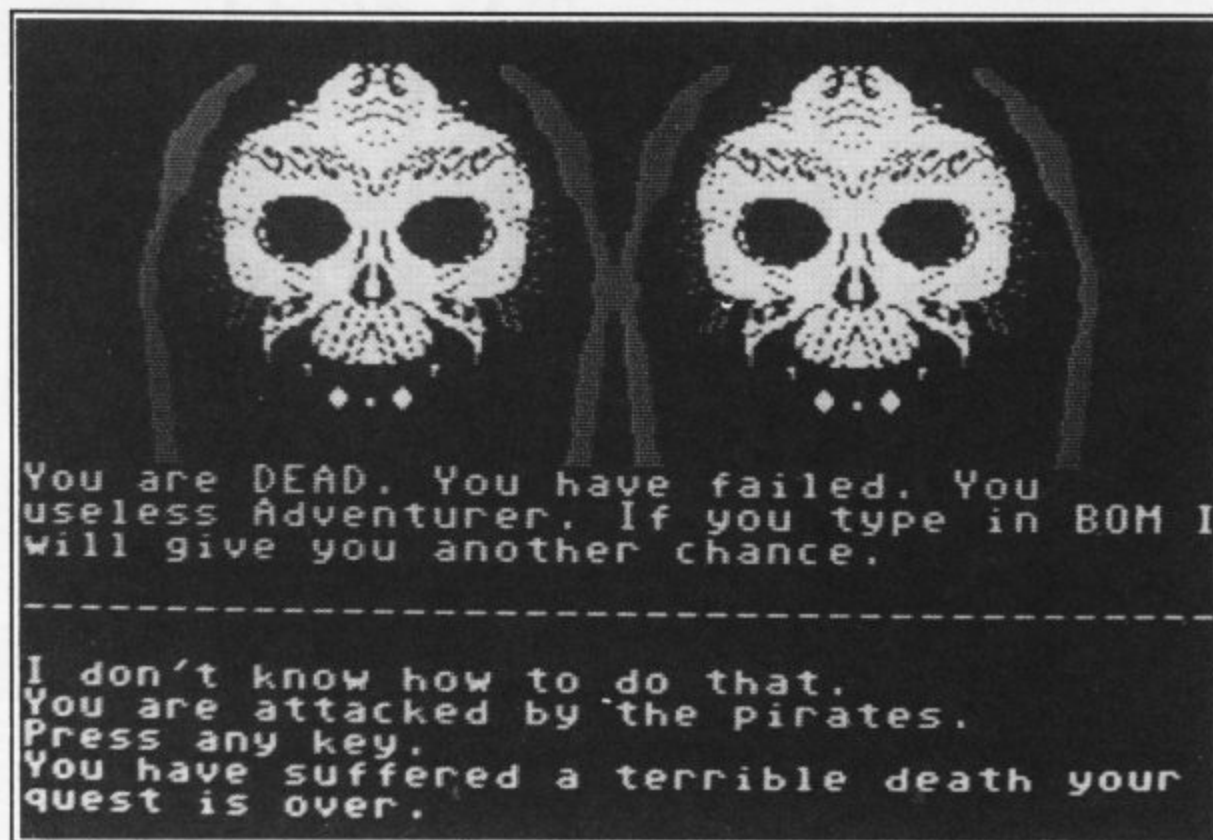 You are DEAD. You have failed. You
useless Adventurer. If you type in BOM I
will give you another chance.
I don't know how to do that.
You are attacked by the pirates.
Press any key.
You have suffered a terrible death your
quest is over.